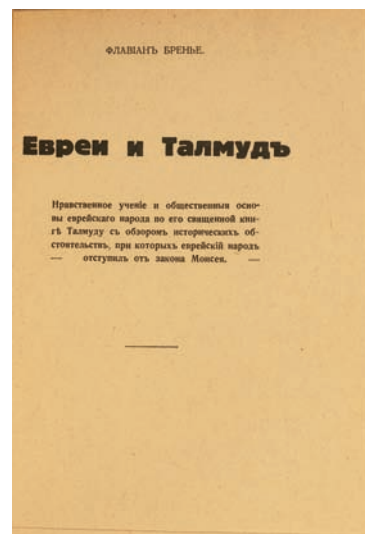 ФЛАВІАНЪ БРЕНЬЕ.
Евреи и Талмудъ
Нравственное ученіе и общественныя осно-
вы еврейскаго народа по его священной кни-
гѣ Талмуду съ обзоромъ историческихъ об-
стоятельствъ, при которыхъ еврейскій народъ
— отступилъ отъ закона Моисея. —